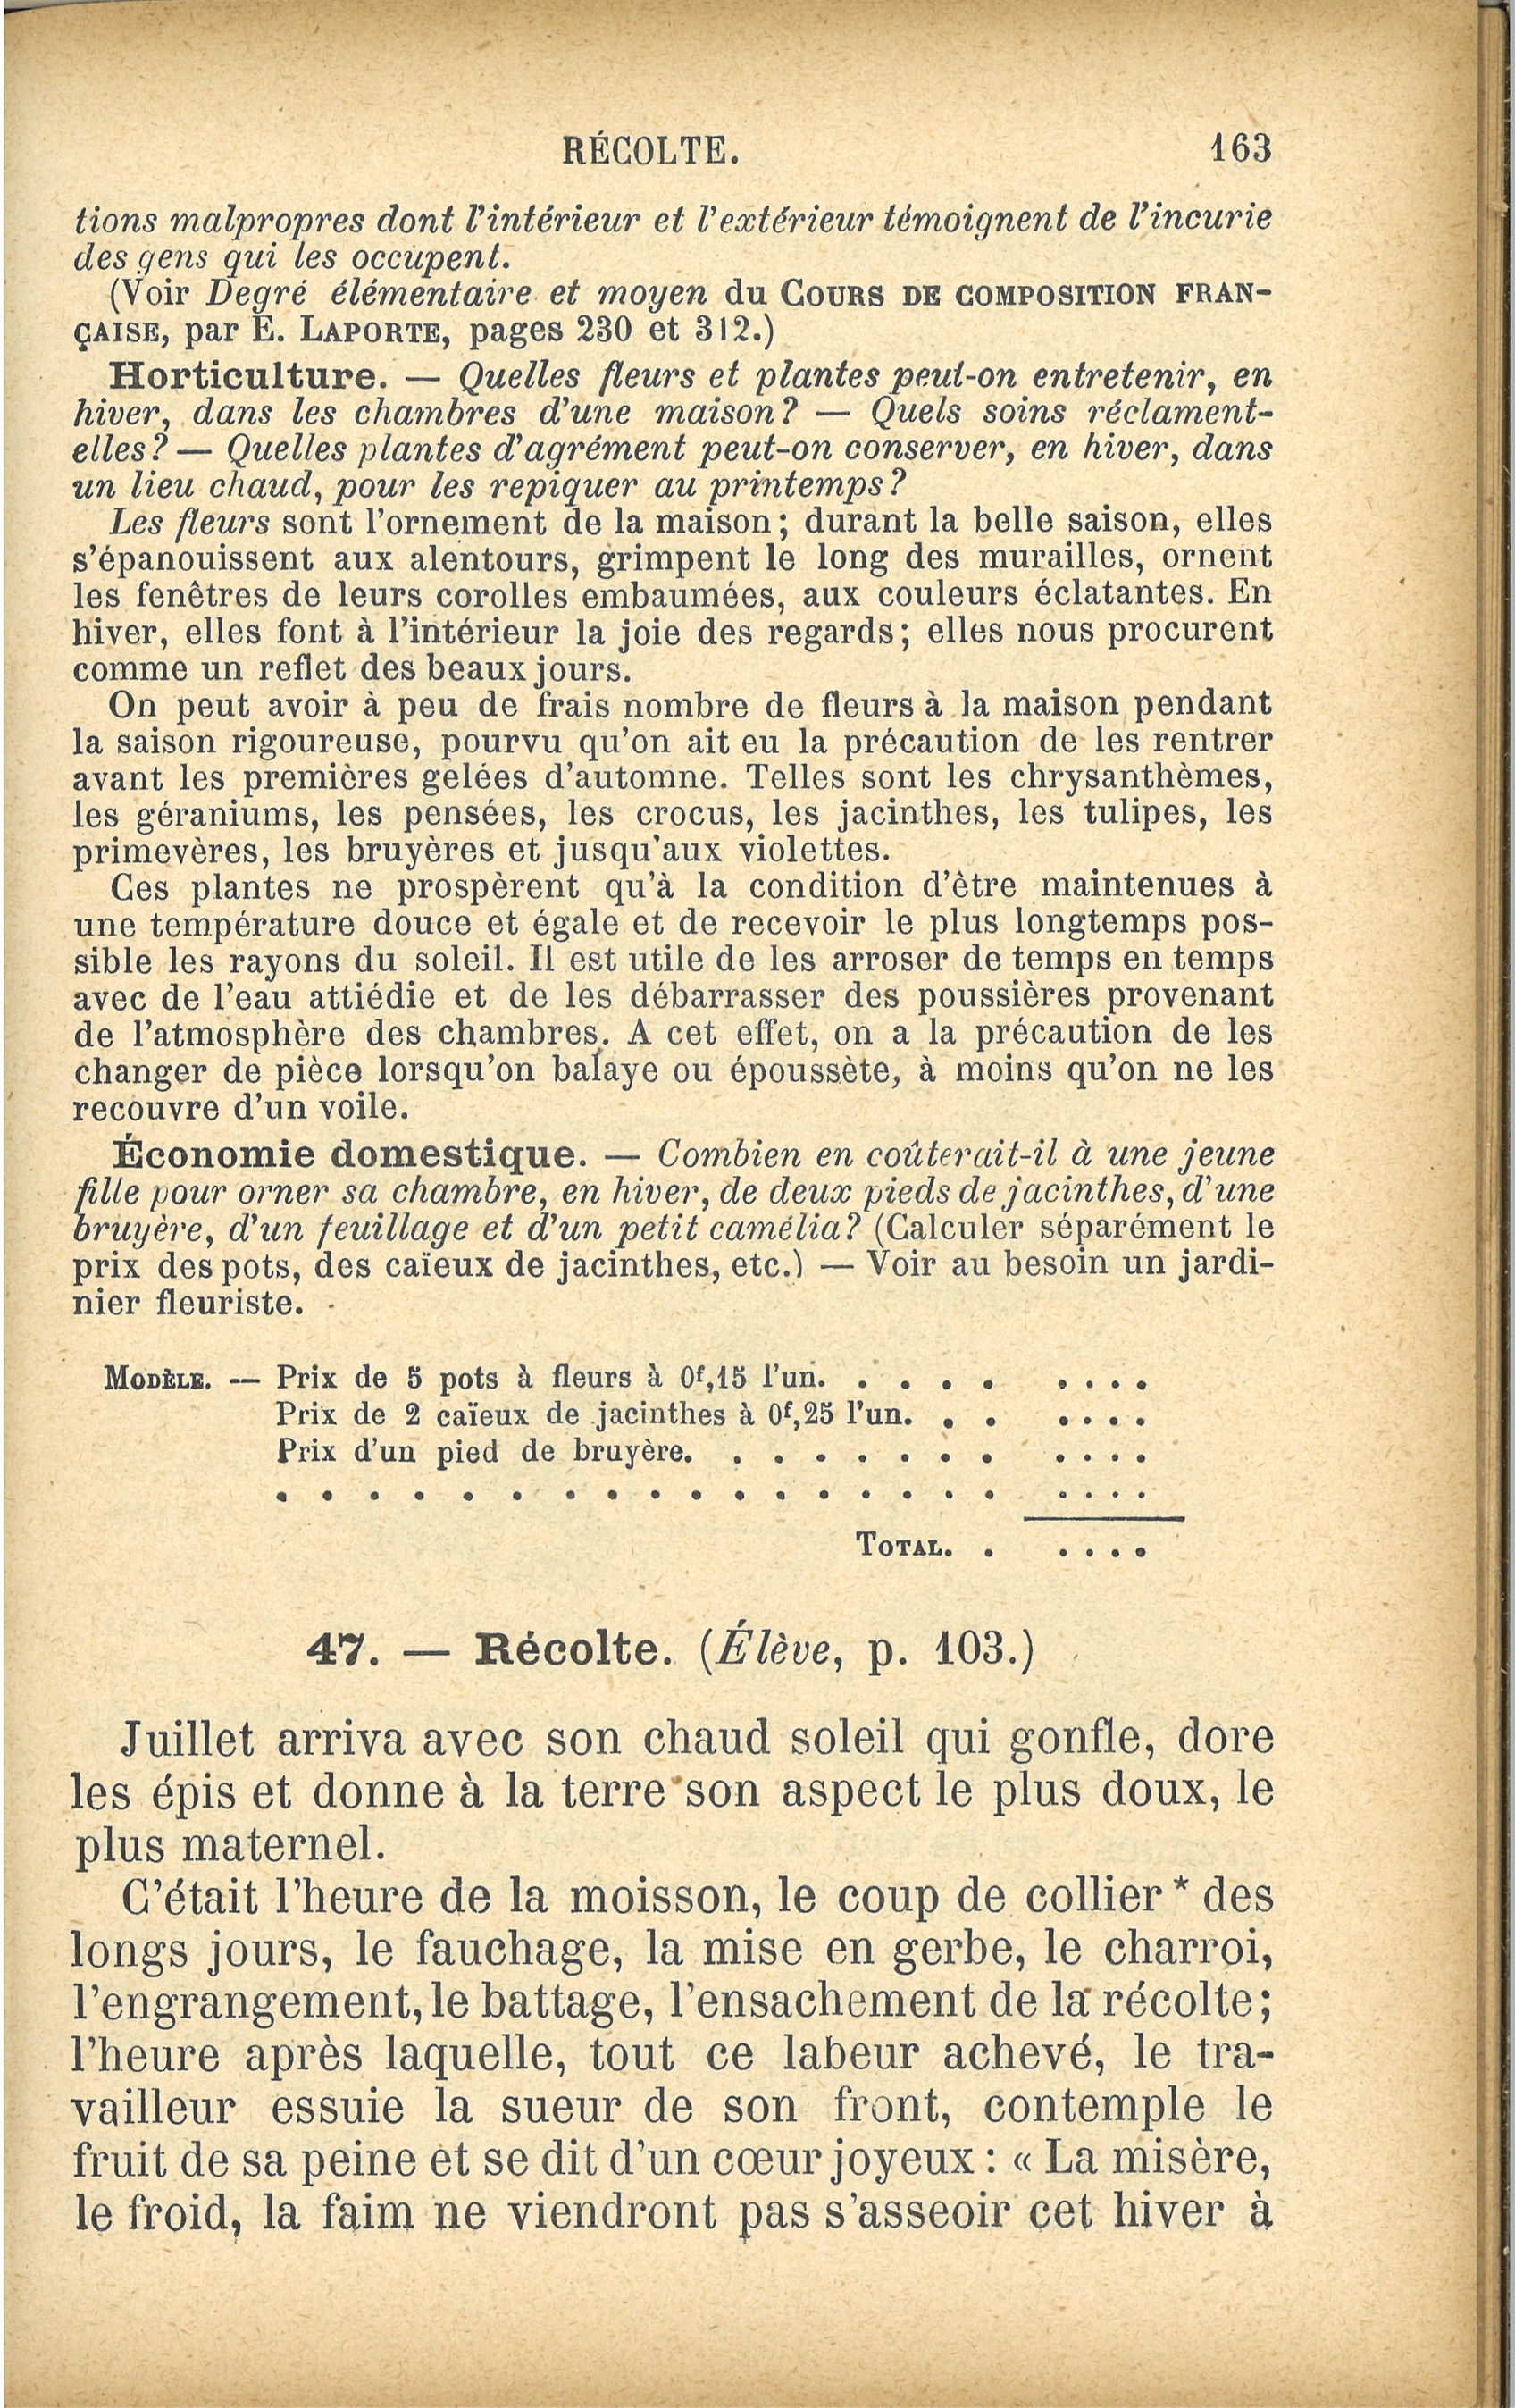 RÉCOLTE. 163
tions malpropres dont l'intérieur et l'extérieur témoignent de l'incurie
des gens qui les occupent.
(Voir Degré élémentaire et moyen du COURS DE COMPOSITION FRAN-
ÇAISE, par E. LAPORTE, pages 230 et 312.)
Horticulture. — Quelles fleurs et plantes peut-on entretenir, en
hiver, dans les chambres d'une maison? — Quels soins réclament-
elles? — Quelles plantes d'agrément peut-on conserver, en hiver, dans
un lieu chaud, pour les repiquer au printemps?
Les fleurs sont l'ornement de la maison; durant la belle saison, elles
s'épanouissent aux alentours, grimpent le long des murailles, ornent
les fenêtres de leurs corolles embaumées, aux couleurs éclatantes. En
hiver, elles font à l'intérieur la joie des regards; elles nous procurent
comme un reflet des beaux jours.
On peut avoir à peu de frais nombre de fleurs à la maison pendant
la saison rigoureuse, pourvu qu'on ait eu la précaution de les rentrer
avant les premières gelées d'automne. Telles sont les chrysanthèmes,
les géraniums, les pensées, les crocus, les jacinthes, les tulipes, les
primevères, les bruyères et jusqu'aux violettes.
Ces plantes ne prospèrent qu'à la condition d'être maintenues à
une température douce et égale et de recevoir le plus longtemps pos-
sible les rayons du soleil. Il est utile de les arroser de temps en temps
avec de l'eau attiédie et de les débarrasser des poussières provenant
de l'atmosphère des chambres. A cet effet, on a la précaution de les
changer de pièce lorsqu'on balaye ou époussète, à moins qu'on ne les
recouvre d'un voile.
Économie domestique. — Combien en coûterait-il à une jeune
fille pour orner sa chambre, en hiver, de deux pieds de jacinthes, d'une
bruyère, d'un feuillage et d'un petit camélia? (Calculer séparément le
prix des pots, des caïeux de jacinthes, etc.) — Voir au besoin un jardi-
nier fleuriste.
MODÈLE. — Prix de 5 pots à fleurs à 0f,15 l'un. . . . . . . . .
Prix de 2 caïeux de jacinthes à 0f,25 l'un. . . . . . .
Prix d'un pied de bruyère. . . . . . . . . . . .
. . . . . . . . . . . . . . . . . . . . .
TOTAL. . . . . .
47. — Récolte. (Élève, p. 103.)
Juillet arriva avec son chaud soleil qui gonfle, dore
les épis et donne à la terre son aspect le plus doux, le
plus maternel.
C'était l'heure de la moisson, le coup de collier * des
longs jours, le fauchage, la mise en gerbe, le charroi,
l'engrangement, le battage, l'ensachement de la récolte;
l'heure après laquelle, tout ce labeur achevé, le tra-
vailleur essuie la sueur de son front, contemple le
fruit de sa peine et se dit d'un cœur joyeux : « La misère,
le froid, la faim ne viendront pas s'asseoir cet hiver à